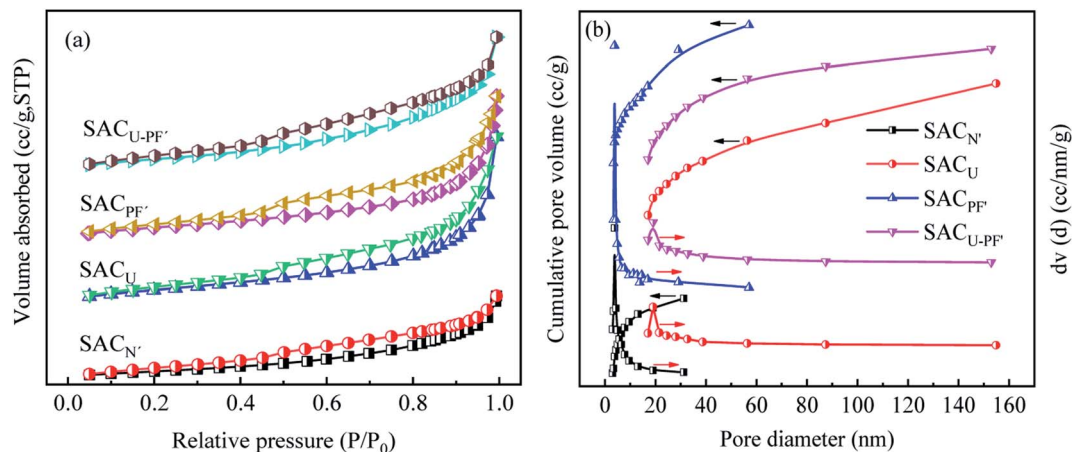 (a)
SAC_U-PF′
SAC_PF′
SAC_U
SAC_N′
Volume absorbed (cc/g,STP)
0.0 0.2 0.4 0.6 0.8 1.0
Relative pressure (P/P₀)
(b)
SAC_N'
SAC_U
SAC_PF'
SAC_U-PF'
Cumulative pore volume (cc/g)
dv (d) (cc/nm/g)
0 20 40 60 80 100 120 140 160
Pore diameter (nm)